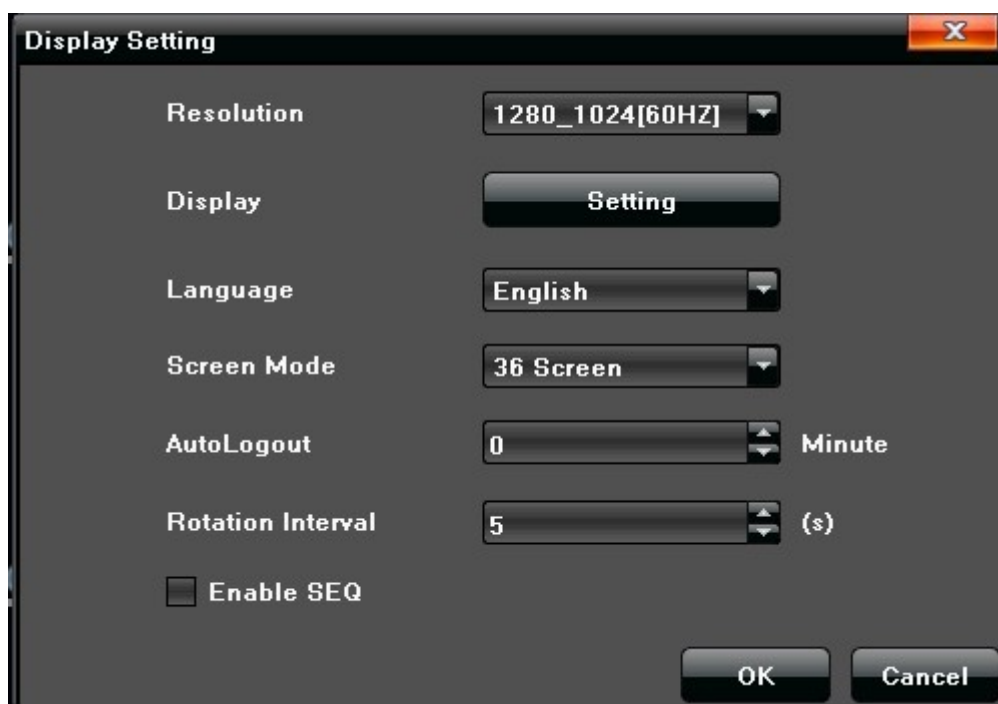 Display Setting
X
Resolution 1280_1024[60HZ]
Display Setting
Language English
Screen Mode 36 Screen
AutoLogout 0 Minute
Rotation Interval 5 (s)
Enable SEQ
OK Cancel